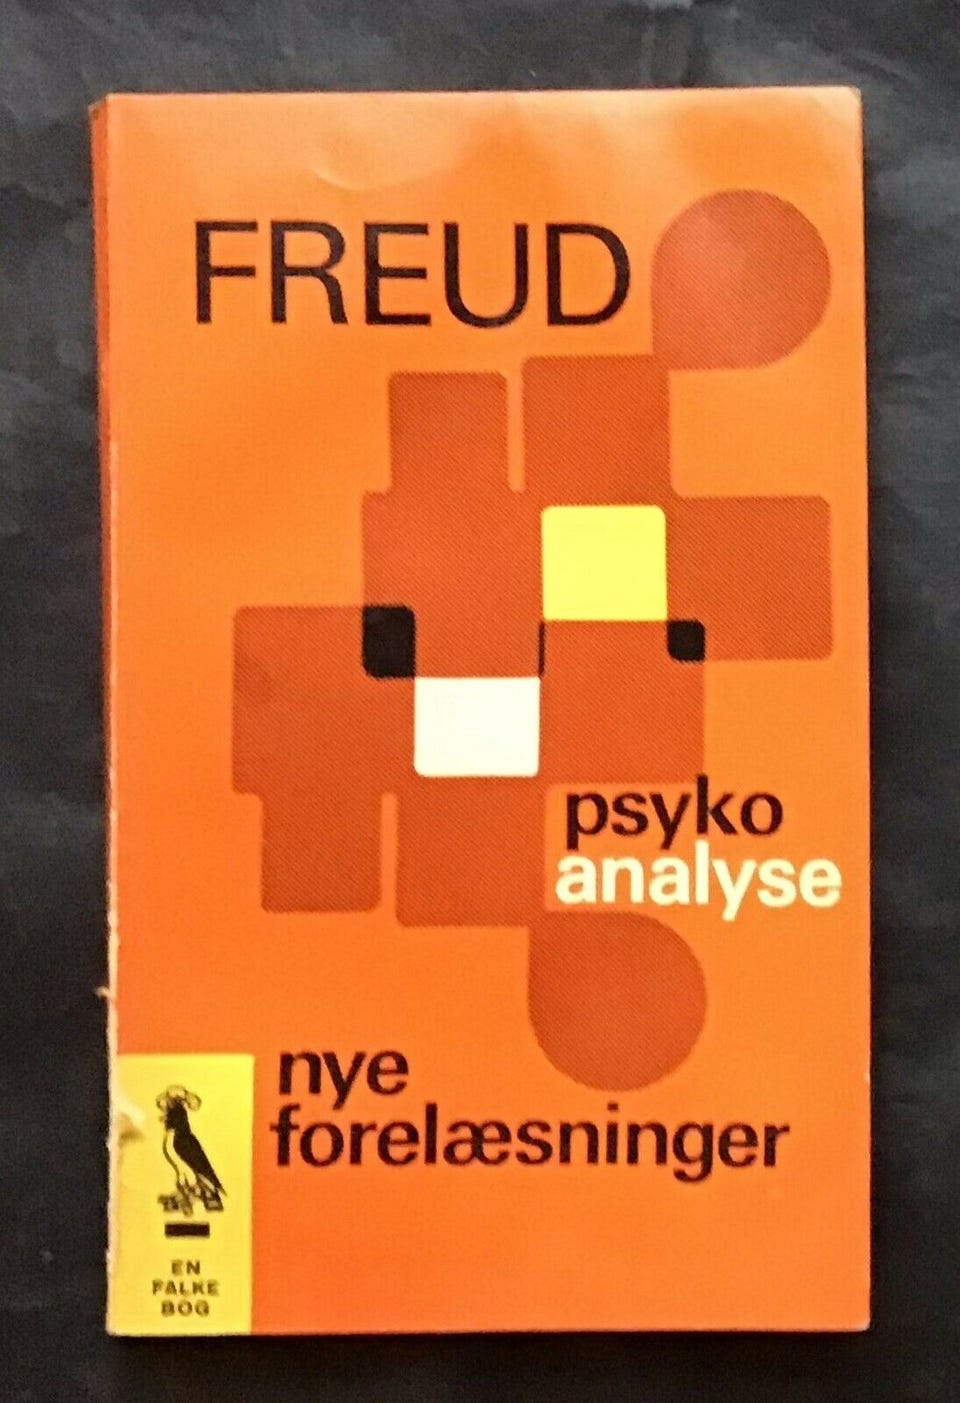 FREUD
psyko
analyse
nye
forelæsninger
EN
FALKE
BOG